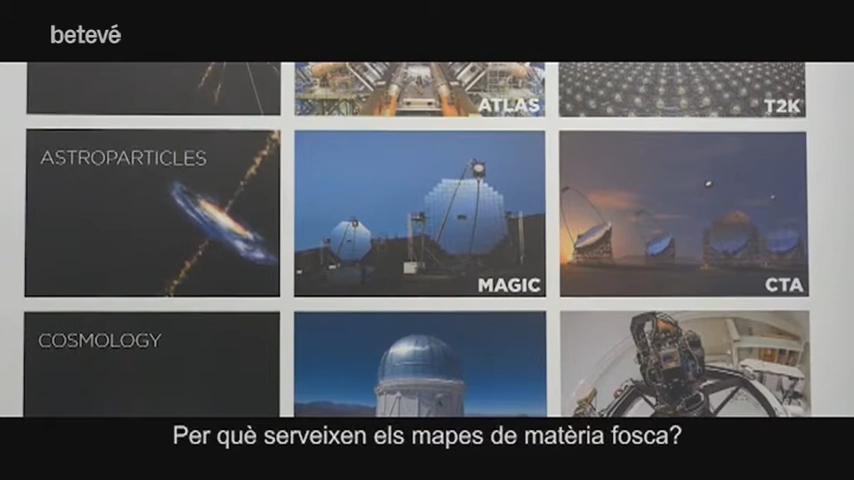 betevé
ATLAS
T2K
ASTROPARTICLES
MAGIC
CTA
COSMOLOGY
Per què serveixen els mapes de matèria fosca?